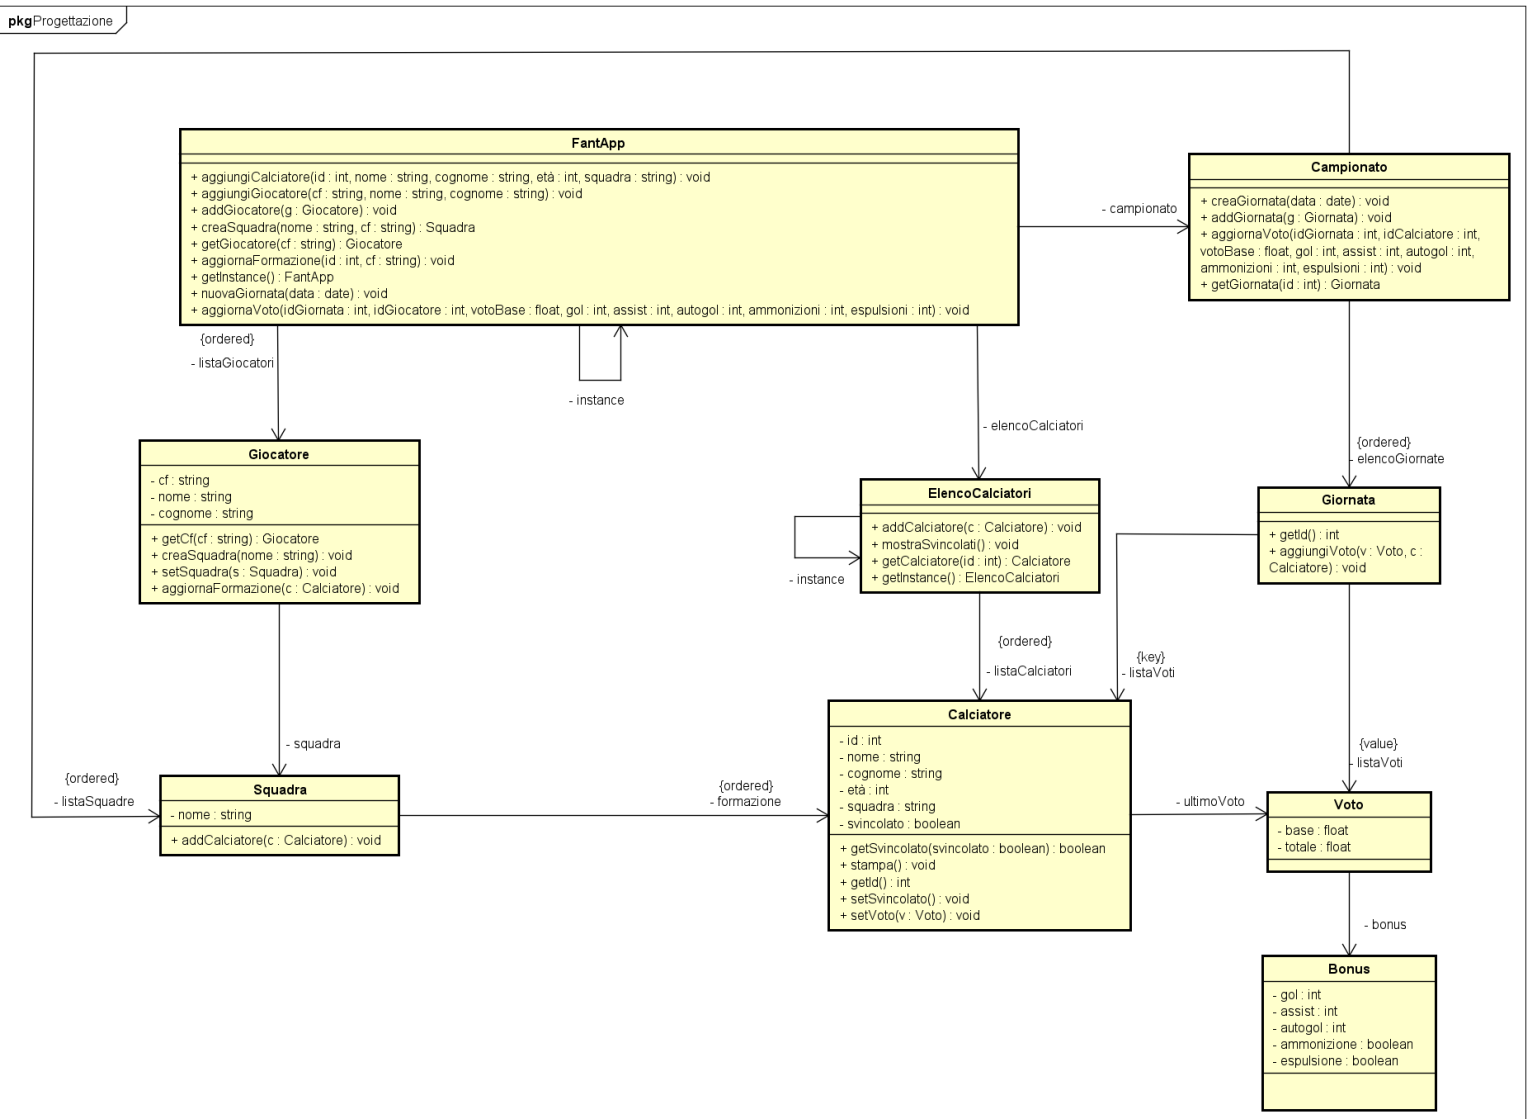 pkg Progettazione
FantApp
+ aggiungiCalciatore(id : int, nome : string, cognome : string, età : int, squadra : string) : void
+ aggiungiGiocatore(cf : string, nome : string, cognome : string) : void
+ addGiocatore(g : Giocatore) : void
+ creaSquadra(nome : string, cf : string) : Squadra
+ getGiocatore(cf : string) : Giocatore
+ aggiornaFormazione(id : int, cf : string) : void
+ getInstance() : FantApp
+ nuovaGiornata(data : date) : void
+ aggiornaVoto(idGiornata : int, idGiocatore : int, votoBase : float, gol : int, assist : int, autogol : int, ammonizioni : int, espulsioni : int) : void
- campionato
Campionato
+ creaGiornata(data : date) : void
+ addGiornata(g : Giornata) : void
+ aggiornaVoto(idGiornata : int, idCalciatore : int,
votoBase : float, gol : int, assist : int, autogol : int,
ammonizioni : int, espulsioni : int) : void
+ getGiornata(id : int) : Giornata
{ordered}
- listaGiocatori
- instance
- elencoCalciatori
{ordered}
- elencoGiornate
Giocatore
- cf : string
- nome : string
- cognome : string
+ getCf(cf : string) : Giocatore
+ creaSquadra(nome : string) : void
+ setSquadra(s : Squadra) : void
+ aggiornaFormazione(c : Calciatore) : void
ElencoCalciatori
+ addCalciatore(c : Calciatore) : void
+ mostraSvincolati() : void
+ getCalciatore(id : int) : Calciatore
+ getInstance() : ElencoCalciatori
- instance
Giornata
+ getId() : int
+ aggiungiVoto(v : Voto, c :
Calciatore) : void
{ordered}
- listaCalciatori
{key}
- listaVoti
- squadra
{value}
- listaVoti
{ordered}
- listaSquadre
Squadra
- nome : string
+ addCalciatore(c : Calciatore) : void
{ordered}
- formazione
Calciatore
- id : int
- nome : string
- cognome : string
- età : int
- squadra : string
- svincolato : boolean
+ getSvincolato(svincolato : boolean) : boolean
+ stampa() : void
+ getId() : int
+ setSvincolato() : void
+ setVoto(v : Voto) : void
- ultimoVoto
Voto
- base : float
- totale : float
- bonus
Bonus
- gol : int
- assist : int
- autogol : int
- ammonizione : boolean
- espulsione : boolean